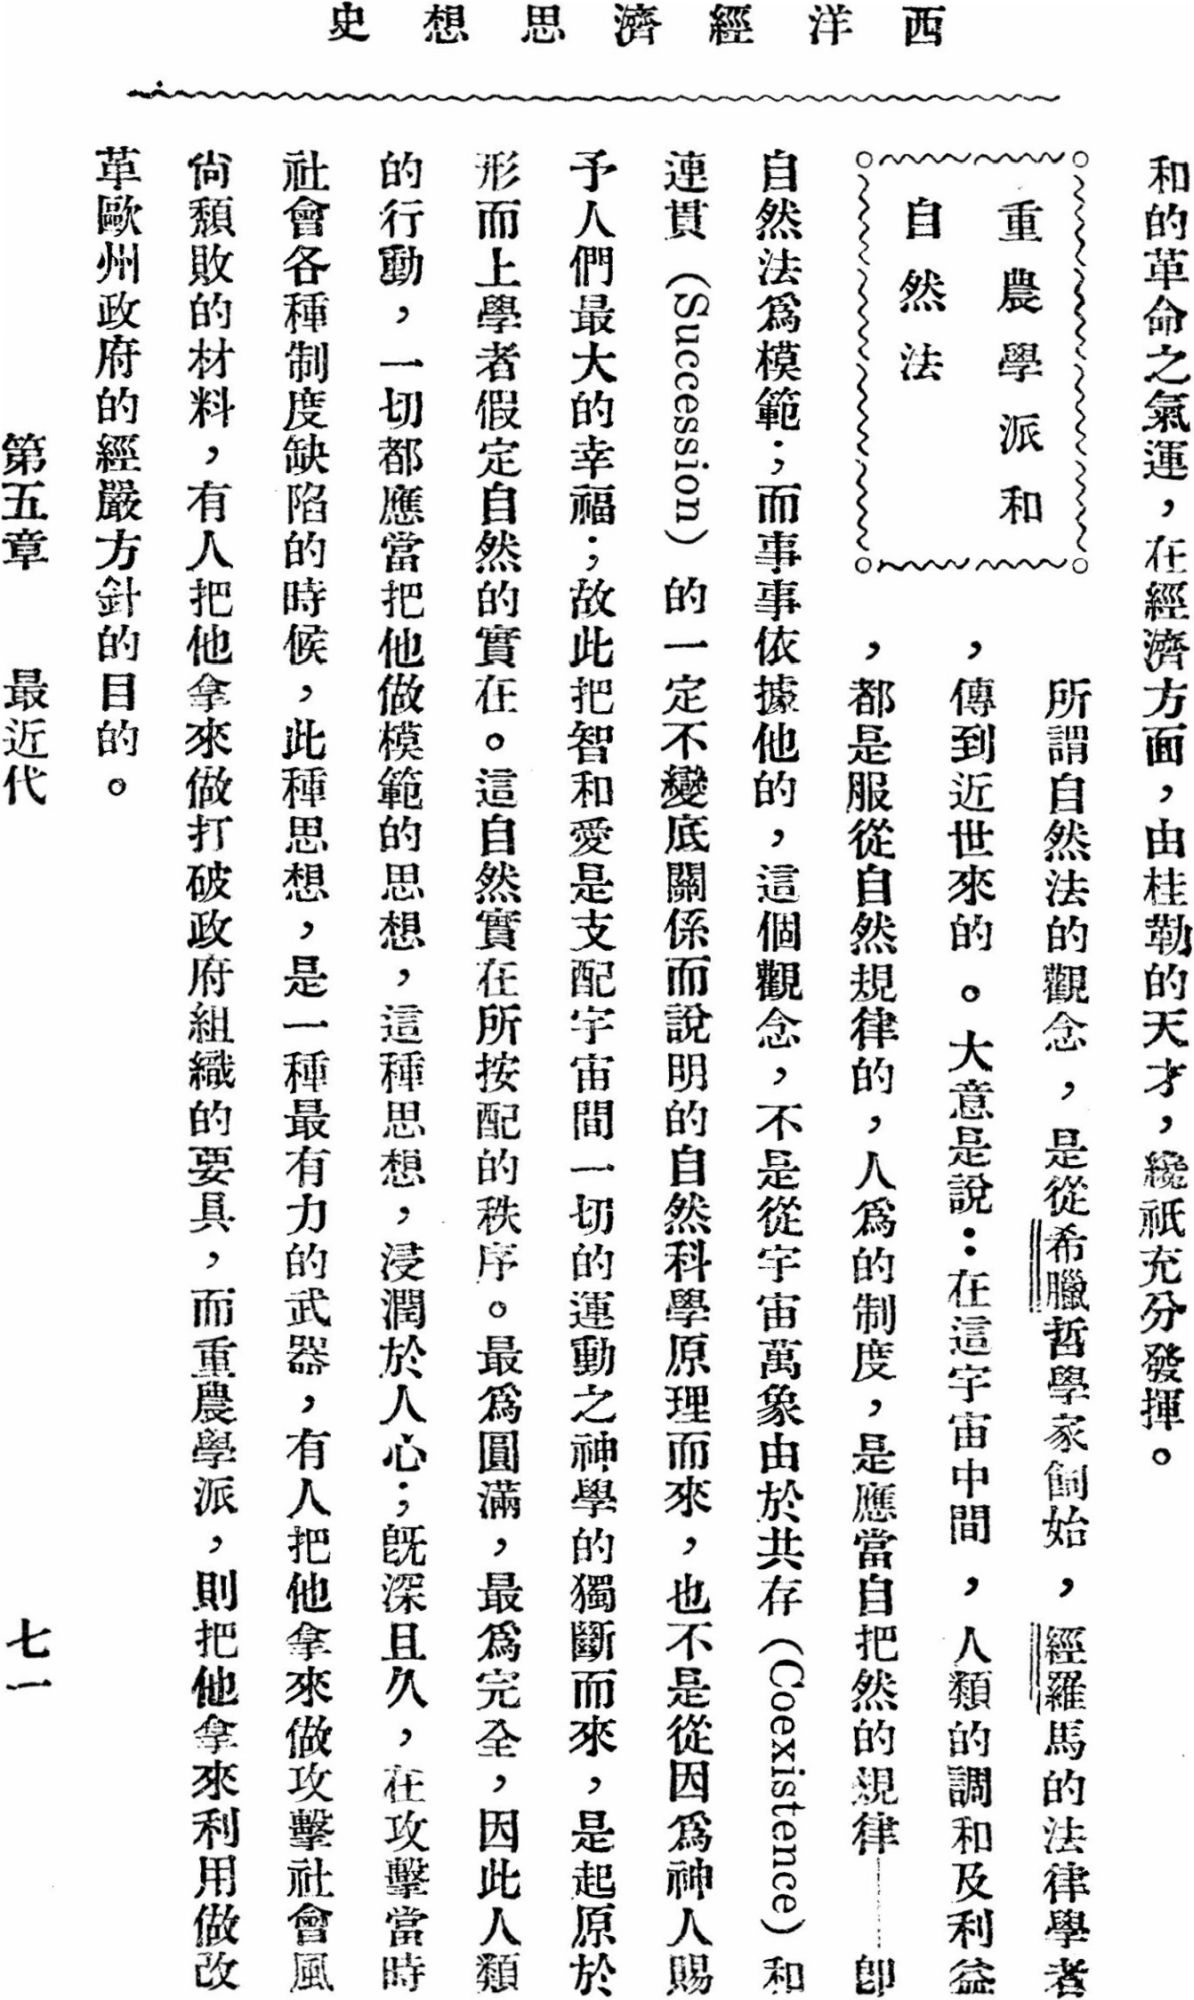 西洋經濟思想史
和的革命之氣運，在經濟方面，由桂勒的天才，纔祇充分發揮。
重農學派和
自然法
所謂自然法的觀念，是從希臘哲學家創始，經羅馬的法律學者
，傳到近世來的。大意是說：在這宇宙中間，人類的調和及利益
，都是服從自然規律的，人爲的制度，是應當自把然的規律——卽
自然法爲模範；而事事依據他的，這個觀念，不是從宇宙萬象由於共存（Coexistence）和
連貫（Succession）的一定不變底關係而說明的自然科學原理而來，也不是從因爲神人賜
予人們最大的幸福；故此把智和愛是支配宇宙間一切的運動之神學的獨斷而來，是起原於
形而上學者假定自然的實在。這自然實在所按配的秩序。最爲圓滿，最爲完全，因此人類
的行動，一切都應當把他做模範的思想，這種思想，浸潤於人心；旣深且久，在攻擊當時
社會各種制度缺陷的時候，此種思想，是一種最有力的武器，有人把他拿來做攻擊社會風
尙頹敗的材料，有人把他拿來做打破政府組織的要具，而重農學派，則把他拿來利用做改
革歐州政府的經嚴方針的目的。
第五章　最近代　七一